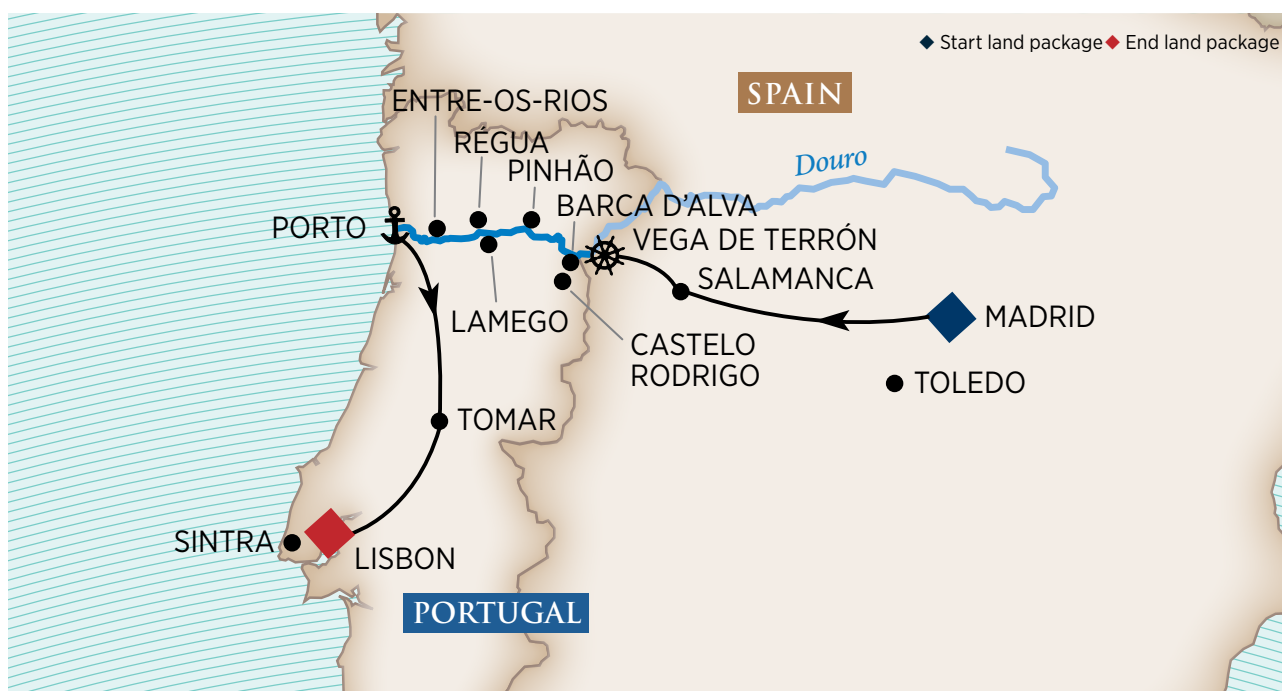 Start land package
End land package
SPAIN
ENTRE-OS-RIOS
RÉGUA
PINHÃO
Douro
BARCA D'ALVA
PORTO
VEGA DE TERRÓN
SALAMANCA
LAMEGO
MADRID
CASTELO
RODRIGO
TOLEDO
TOMAR
SINTRA
LISBON
PORTUGAL